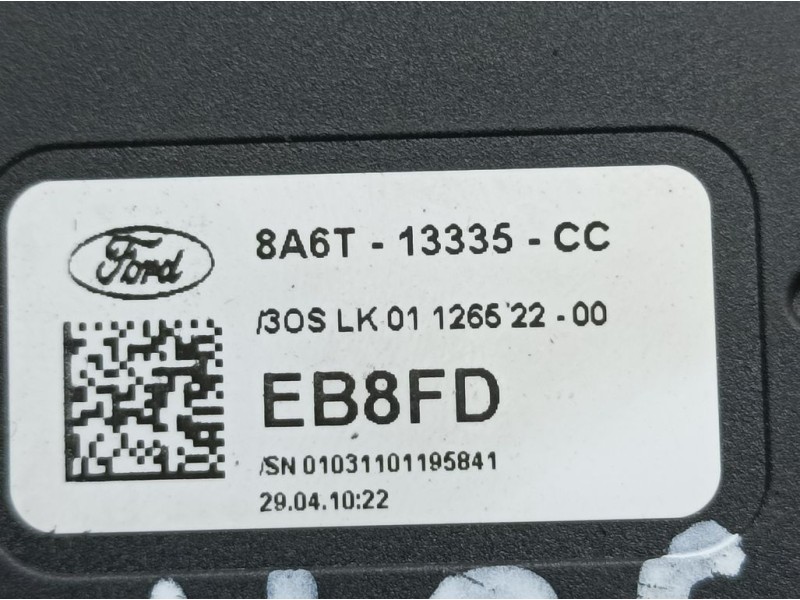 Ford
8A6T - 13335 - CC
/3OS LK 01 1266 22 - 00
EB8FD
/SN 01031101195841
29.04.10:22